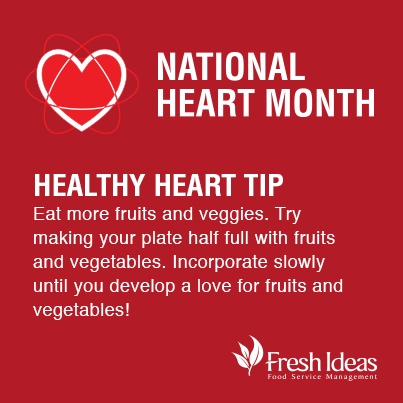 NATIONAL
HEART MONTH
HEALTHY HEART TIP
Eat more fruits and veggies. Try
making your plate half full with fruits
and vegetables. Incorporate slowly
until you develop a love for fruits and
vegetables!
Fresh Ideas
Food Service Management